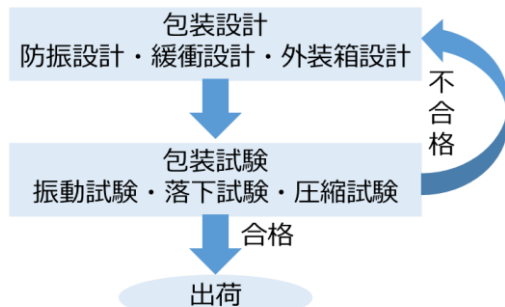 包装設計
防振設計・緩衝設計・外装箱設計
不合格
包装試験
振動試験・落下試験・圧縮試験
合格
出荷